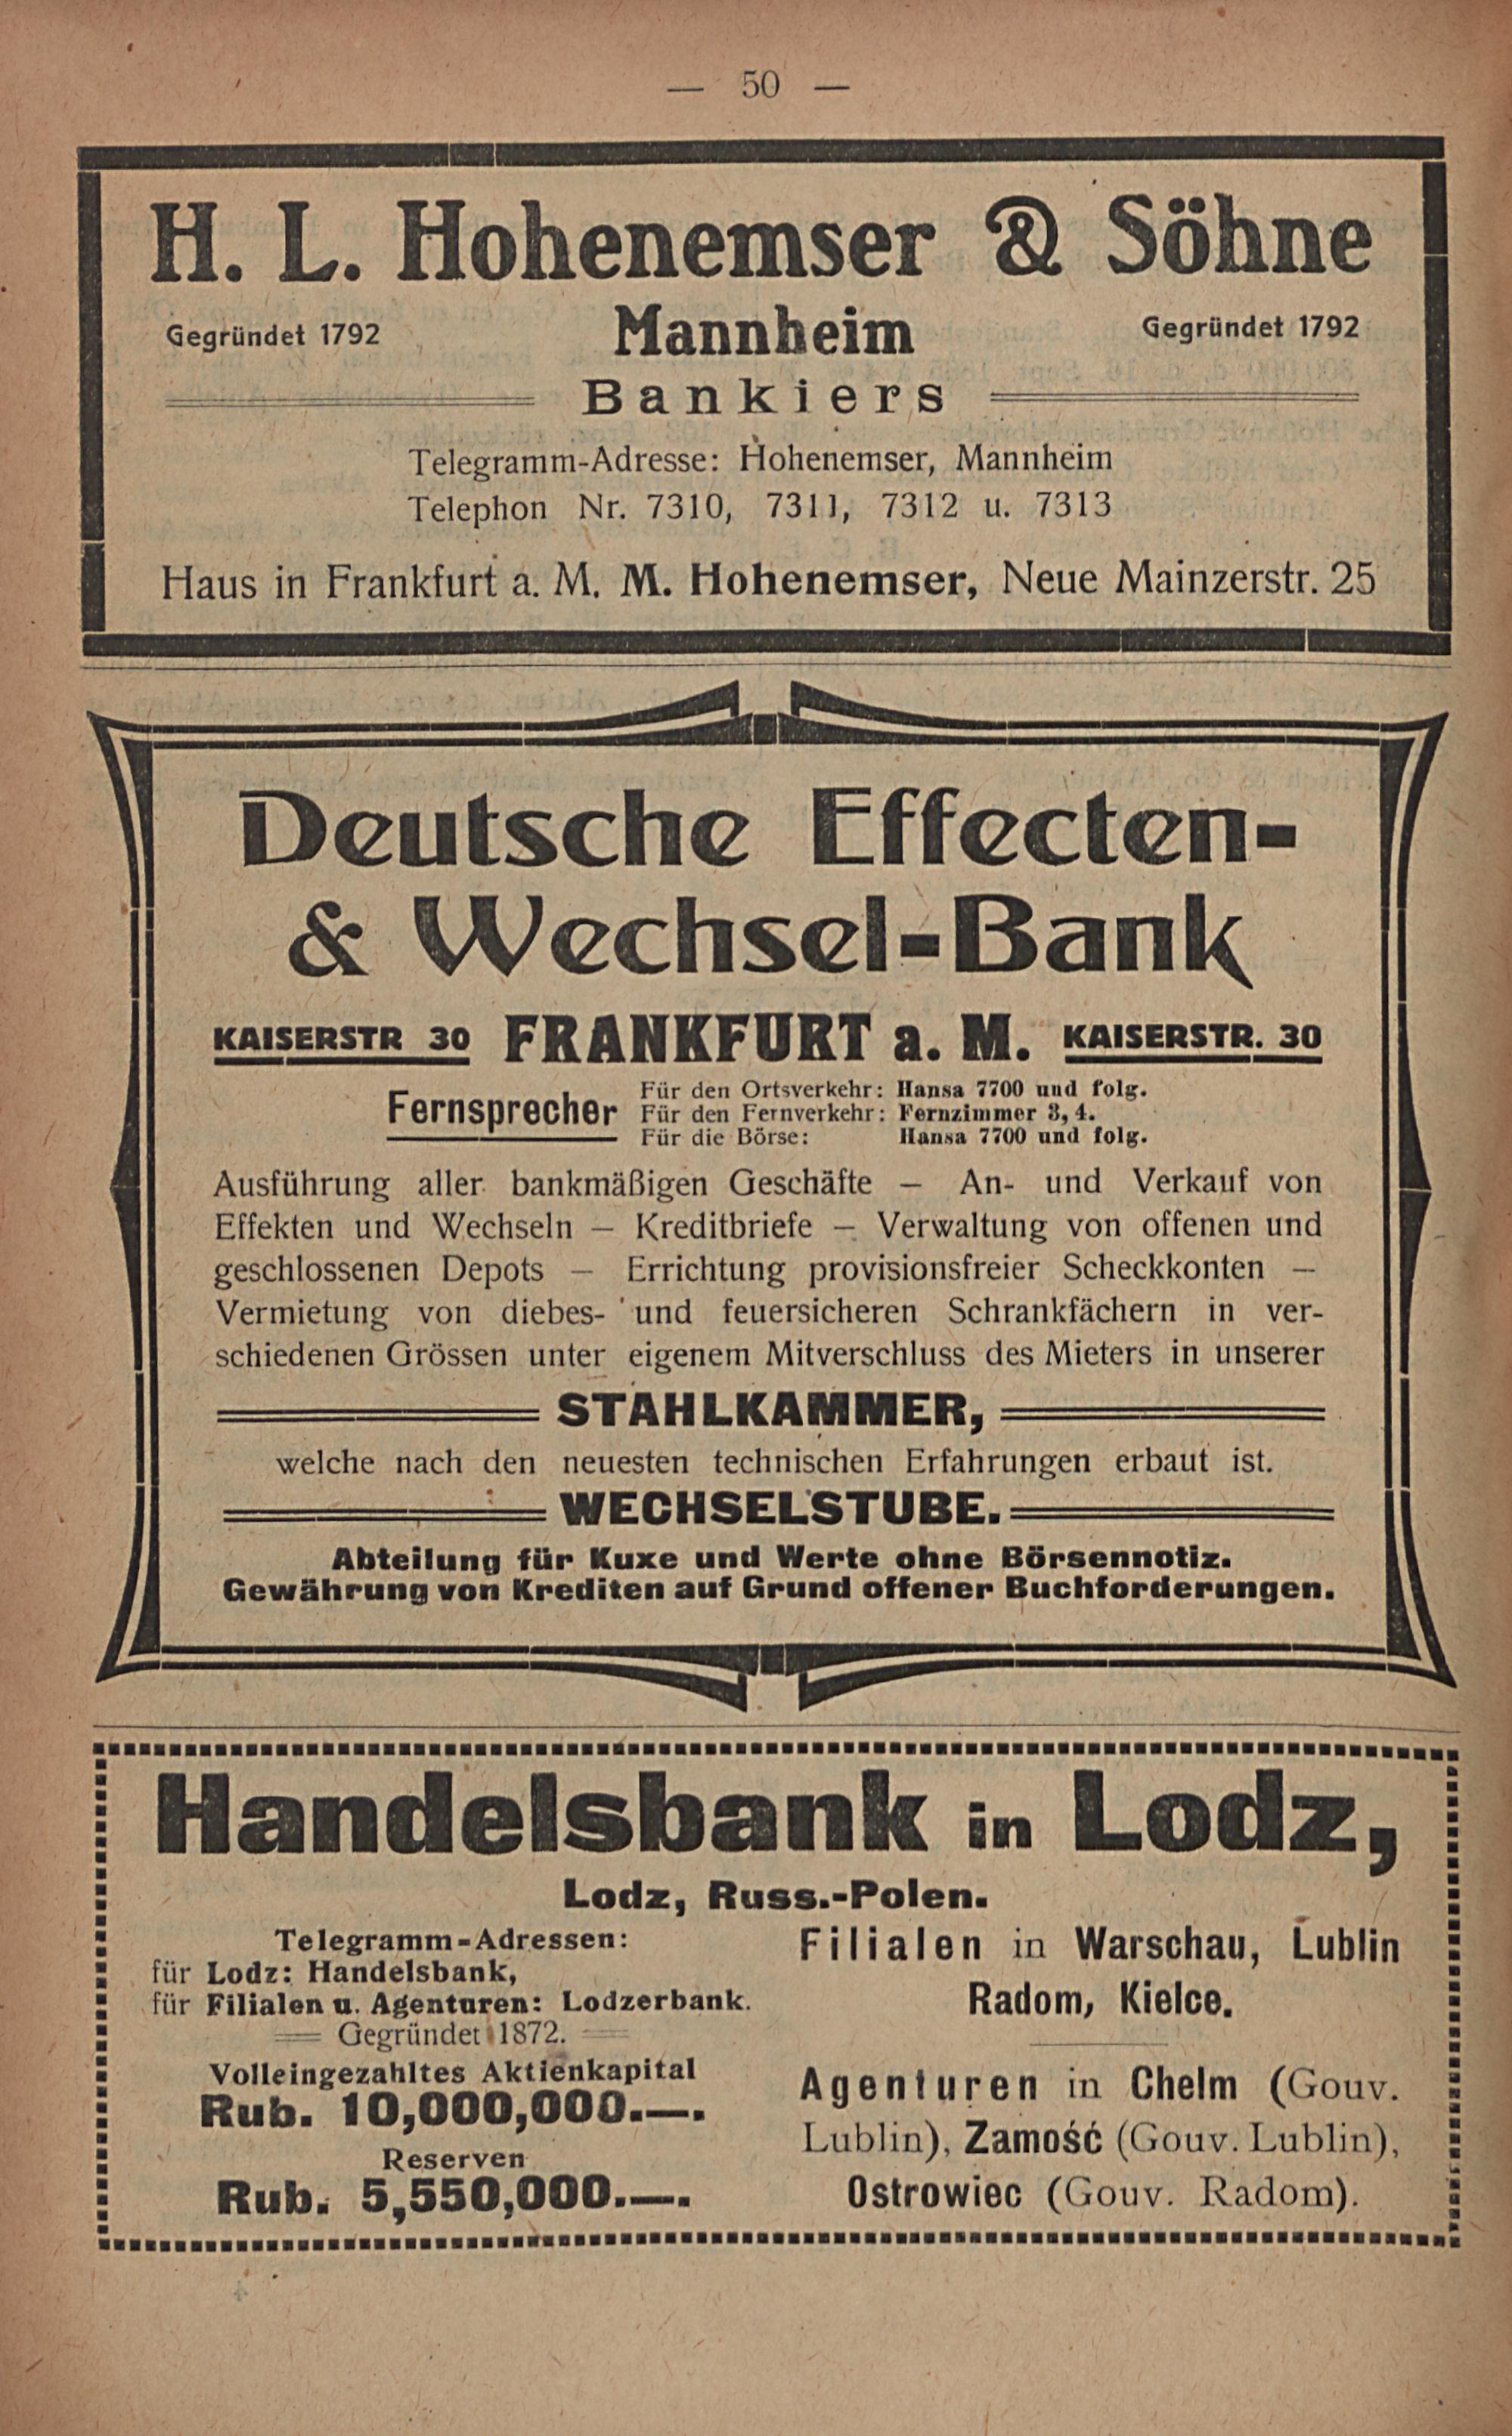 — 50 —
H. L. Hohenemser & Söhne
Gegründet 1792 Mannheim Gegründet 1792
Bankiers
Telegramm-Adresse: Hohenemser, Mannheim
Telephon Nr. 7310, 7311, 7312 u. 7313
Haus in Frankfurt a. M. M. Hohenemser, Neue Mainzerstr. 25
Deutsche Effecten-
& Wechsel-Bank
KAISERSTR 30 FRANKFURT a. M. KAISERSTR. 30
Fernsprecher
Für den Ortsverkehr: Hansa 7700 und folg.
Für den Fernverkehr: Fernzimmer 3, 4.
Für die Börse: Hansa 7700 und folg.
Ausführung aller bankmäßigen Geschäfte — An- und Verkauf von
Effekten und Wechseln — Kreditbriefe — Verwaltung von offenen und
geschlossenen Depots — Errichtung provisionsfreier Scheckkonten —
Vermietung von diebes- und feuersicheren Schrankfächern in ver-
schiedenen Grössen unter eigenem Mitverschluss des Mieters in unserer
STAHLKAMMER,
welche nach den neuesten technischen Erfahrungen erbaut ist.
WECHSELSTUBE.
Abteilung für Kuxe und Werte ohne Börsennotiz.
Gewährung von Krediten auf Grund offener Buchforderungen.
Handelsbank in Lodz,
Lodz, Russ.-Polen.
Telegramm-Adressen:
für Lodz: Handelsbank,
für Filialen u. Agenturen: Lodzerbank.
Gegründet 1872.
Volleingezahltes Aktienkapital
Rub. 10,000,000.—.
Reserven
Rub. 5,550,000.—.
Filialen in Warschau, Lublin
Radom, Kielce.
Agenturen in Chelm (Gouv.
Lublin), Zamość (Gouv. Lublin),
Ostrowiec (Gouv. Radom).